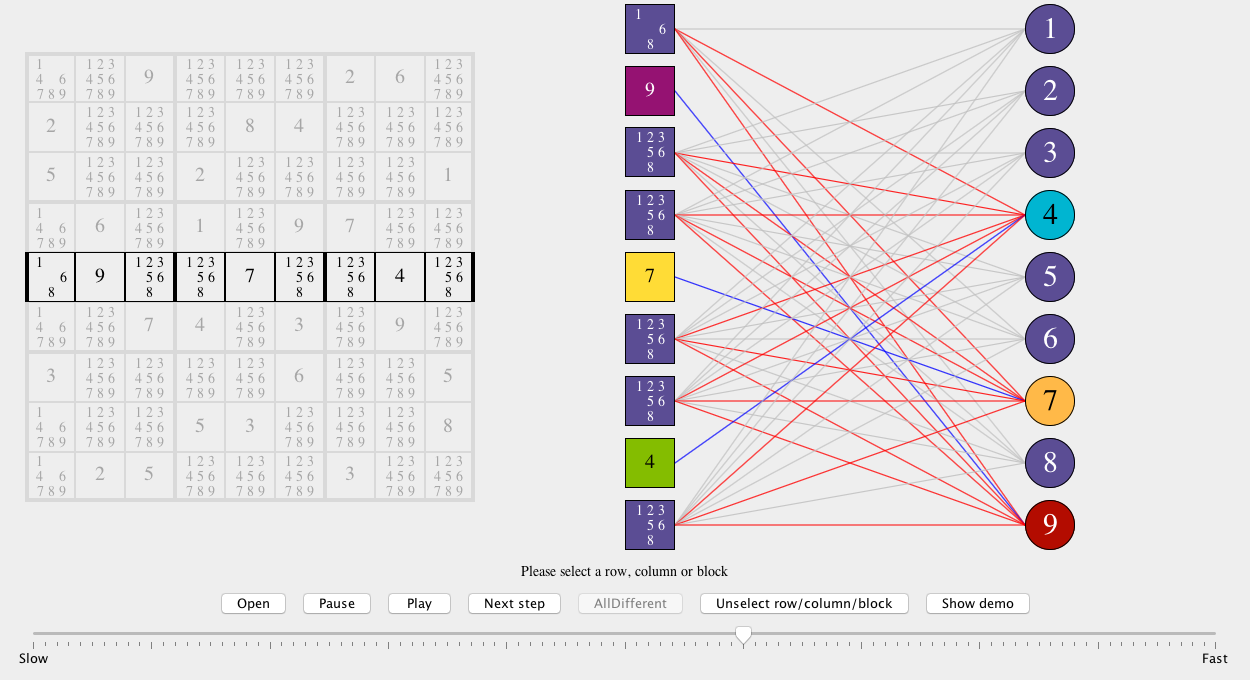 1 1 2 3 1 2 3 1 2 3 1 2 3 1 2 3
4 6 4 5 6 9 4 5 6 4 5 6 4 5 6 2 6 4 5 6
7 8 9 7 8 9 7 8 9 7 8 9 7 8 9 7 8 9
1 2 3 1 2 3 1 2 3 1 2 3 1 2 3 1 2 3
2 4 5 6 4 5 6 4 5 6 8 4 4 5 6 4 5 6 4 5 6
7 8 9 7 8 9 7 8 9 7 8 9 7 8 9 7 8 9
1 2 3 1 2 3 1 2 3 1 2 3 1 2 3 1 2 3
5 4 5 6 4 5 6 2 4 5 6 4 5 6 4 5 6 4 5 6 1
7 8 9 7 8 9 7 8 9 7 8 9 7 8 9 7 8 9
1 1 2 3 1 2 3 1 2 3
4 6 6 4 5 6 1 9 7 4 5 6 4 5 6
7 8 9 7 8 9 7 8 9 7 8 9
1 1 2 3 1 2 3 1 2 3 1 2 3 1 2 3
6 9 5 6 5 6 7 5 6 5 6 4 5 6
8 8 8 8 8 8
1 1 2 3 1 2 3 1 2 3 1 2 3
4 6 4 5 6 7 4 4 5 6 3 4 5 6 9 4 5 6
7 8 9 7 8 9 7 8 9 7 8 9 7 8 9
1 2 3 1 2 3 1 2 3 1 2 3 1 2 3 1 2 3
3 4 5 6 4 5 6 4 5 6 4 5 6 6 4 5 6 4 5 6 5
7 8 9 7 8 9 7 8 9 7 8 9 7 8 9 7 8 9
1 1 2 3 1 2 3 1 2 3 1 2 3 1 2 3
4 6 4 5 6 4 5 6 5 3 4 5 6 4 5 6 4 5 6 8
7 8 9 7 8 9 7 8 9 7 8 9 7 8 9 7 8 9
1 1 2 3 1 2 3 1 2 3 1 2 3 1 2 3
4 6 2 5 4 5 6 4 5 6 4 5 6 3 4 5 6 4 5 6
7 8 9 7 8 9 7 8 9 7 8 9 7 8 9 7 8 9
1
6
8
9
1 2 3
5 6
8
1 2 3
5 6
8
7
1 2 3
5 6
8
1 2 3
5 6
8
4
1 2 3
5 6
8
1
2
3
4
5
6
7
8
9
Please select a row, column or block
Open Pause Play Next step AllDifferent Unselect row/column/block Show demo
Slow Fast